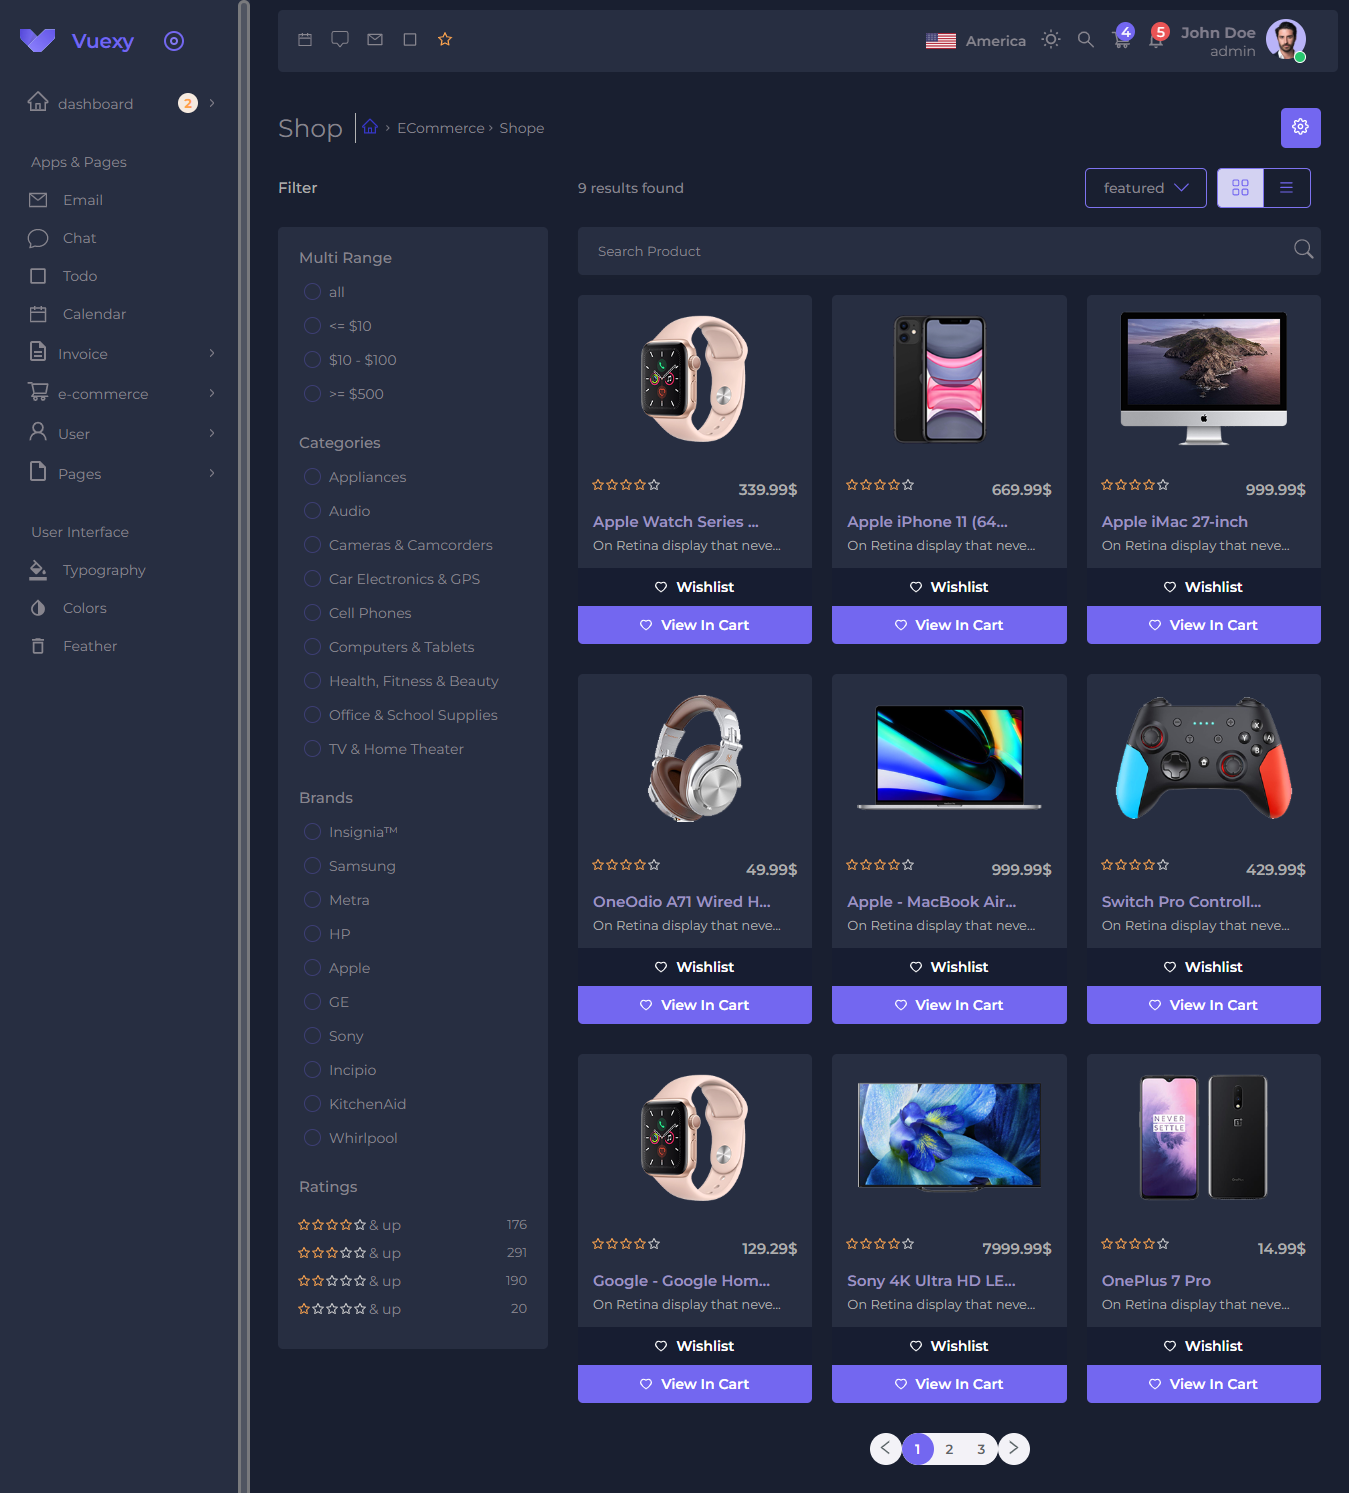 Vuexy
America
4
5
John Doe
admin
dashboard
2
Apps & Pages
Email
Chat
Todo
Calendar
Invoice
e-commerce
User
Pages
User Interface
Typography
Colors
Feather
Shop
ECommerce
Shope
Filter
9 results found
featured
Multi Range
all
<= $10
$10 - $100
>= $500
Categories
Appliances
Audio
Cameras & Camcorders
Car Electronics & GPS
Cell Phones
Computers & Tablets
Health, Fitness & Beauty
Office & School Supplies
TV & Home Theater
Brands
Insignia™
Samsung
Metra
HP
Apple
GE
Sony
Incipio
KitchenAid
Whirlpool
Ratings
& up 176
& up 291
& up 190
& up 20
Search Product
339.99$
Apple Watch Series ...
On Retina display that neve...
Wishlist
View In Cart
669.99$
Apple iPhone 11 (64...
On Retina display that neve...
Wishlist
View In Cart
999.99$
Apple iMac 27-inch
On Retina display that neve...
Wishlist
View In Cart
49.99$
OneOdio A71 Wired H...
On Retina display that neve...
Wishlist
View In Cart
999.99$
Apple - MacBook Air...
On Retina display that neve...
Wishlist
View In Cart
X
Y
A
B
429.99$
Switch Pro Controll...
On Retina display that neve...
Wishlist
View In Cart
129.29$
Google - Google Hom...
On Retina display that neve...
Wishlist
View In Cart
7999.99$
Sony 4K Ultra HD LE...
On Retina display that neve...
Wishlist
View In Cart
NEVER
SETTLE
14.99$
OnePlus 7 Pro
On Retina display that neve...
Wishlist
View In Cart
1 2 3